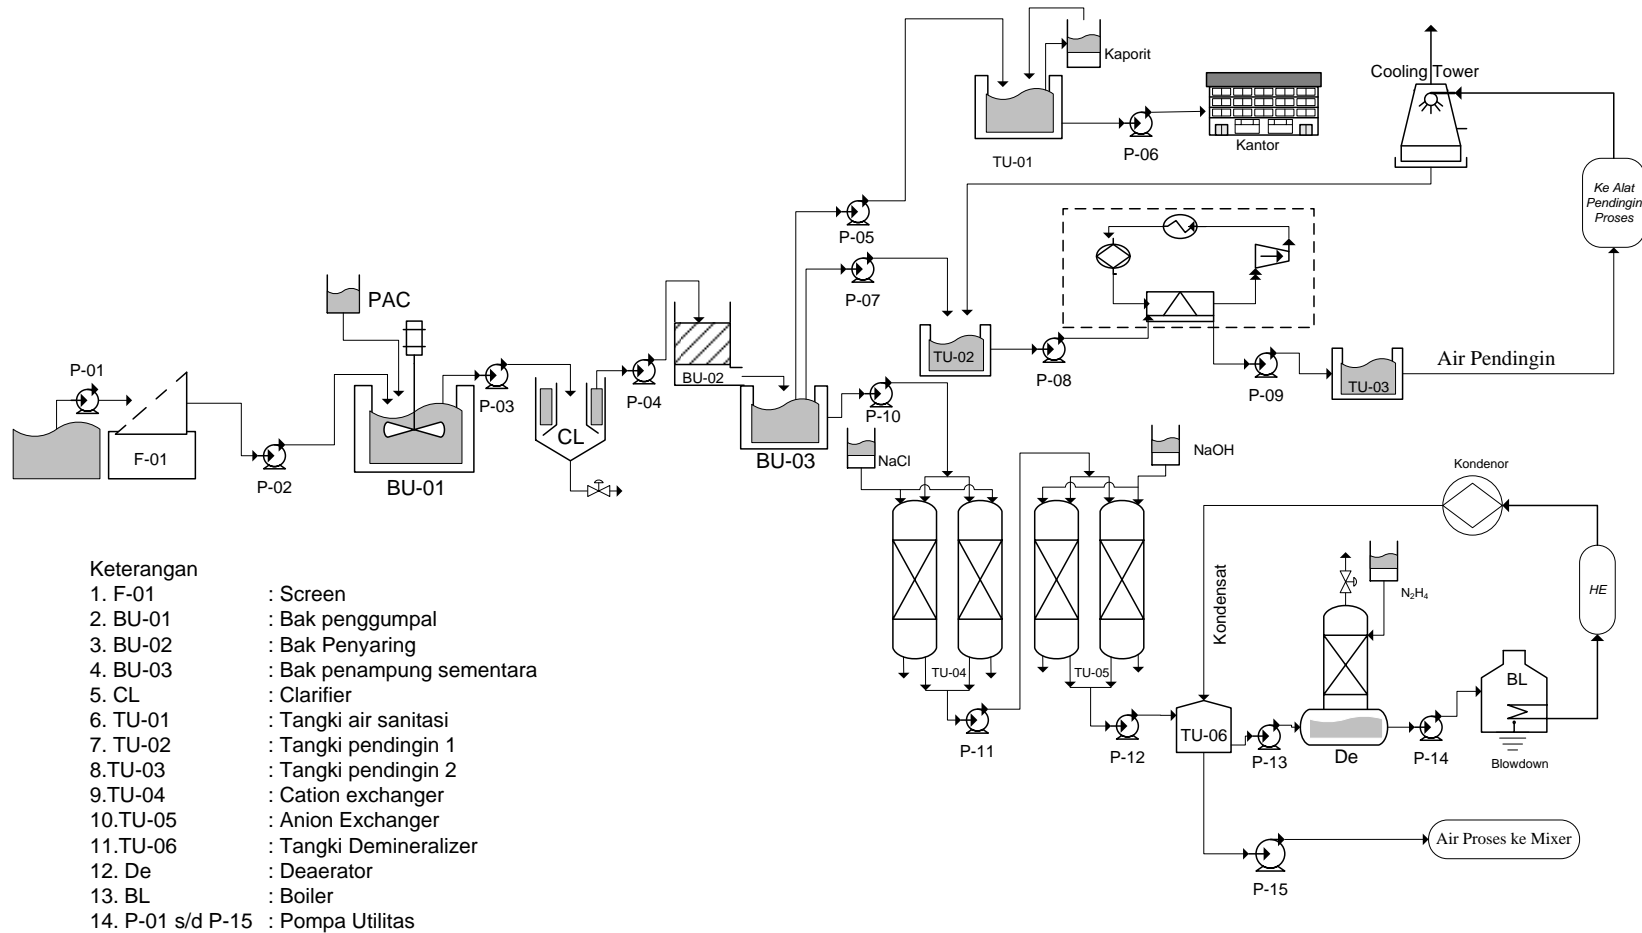 Kaporit
Cooling Tower
TU-01
P-06
Kantor
Ke Alat
Pendingin
Proses
P-05
P-07
PAC
P-01
F-01
P-02
BU-01
P-03
CL
P-04
BU-02
BU-03
TU-02
P-08
P-09
TU-03
Air Pendingin
P-10
NaCl
NaOH
Kondenor
Kondensat
N₂H₄
HE
TU-04
TU-05
P-11
P-12
TU-06
P-13
De
P-14
BL
Blowdown
P-15
Air Proses ke Mixer
Keterangan
1. F-01 : Screen
2. BU-01 : Bak penggumpal
3. BU-02 : Bak Penyaring
4. BU-03 : Bak penampung sementara
5. CL : Clarifier
6. TU-01 : Tangki air sanitasi
7. TU-02 : Tangki pendingin 1
8.TU-03 : Tangki pendingin 2
9.TU-04 : Cation exchanger
10.TU-05 : Anion Exchanger
11.TU-06 : Tangki Demineralizer
12. De : Deaerator
13. BL : Boiler
14. P-01 s/d P-15 : Pompa Utilitas